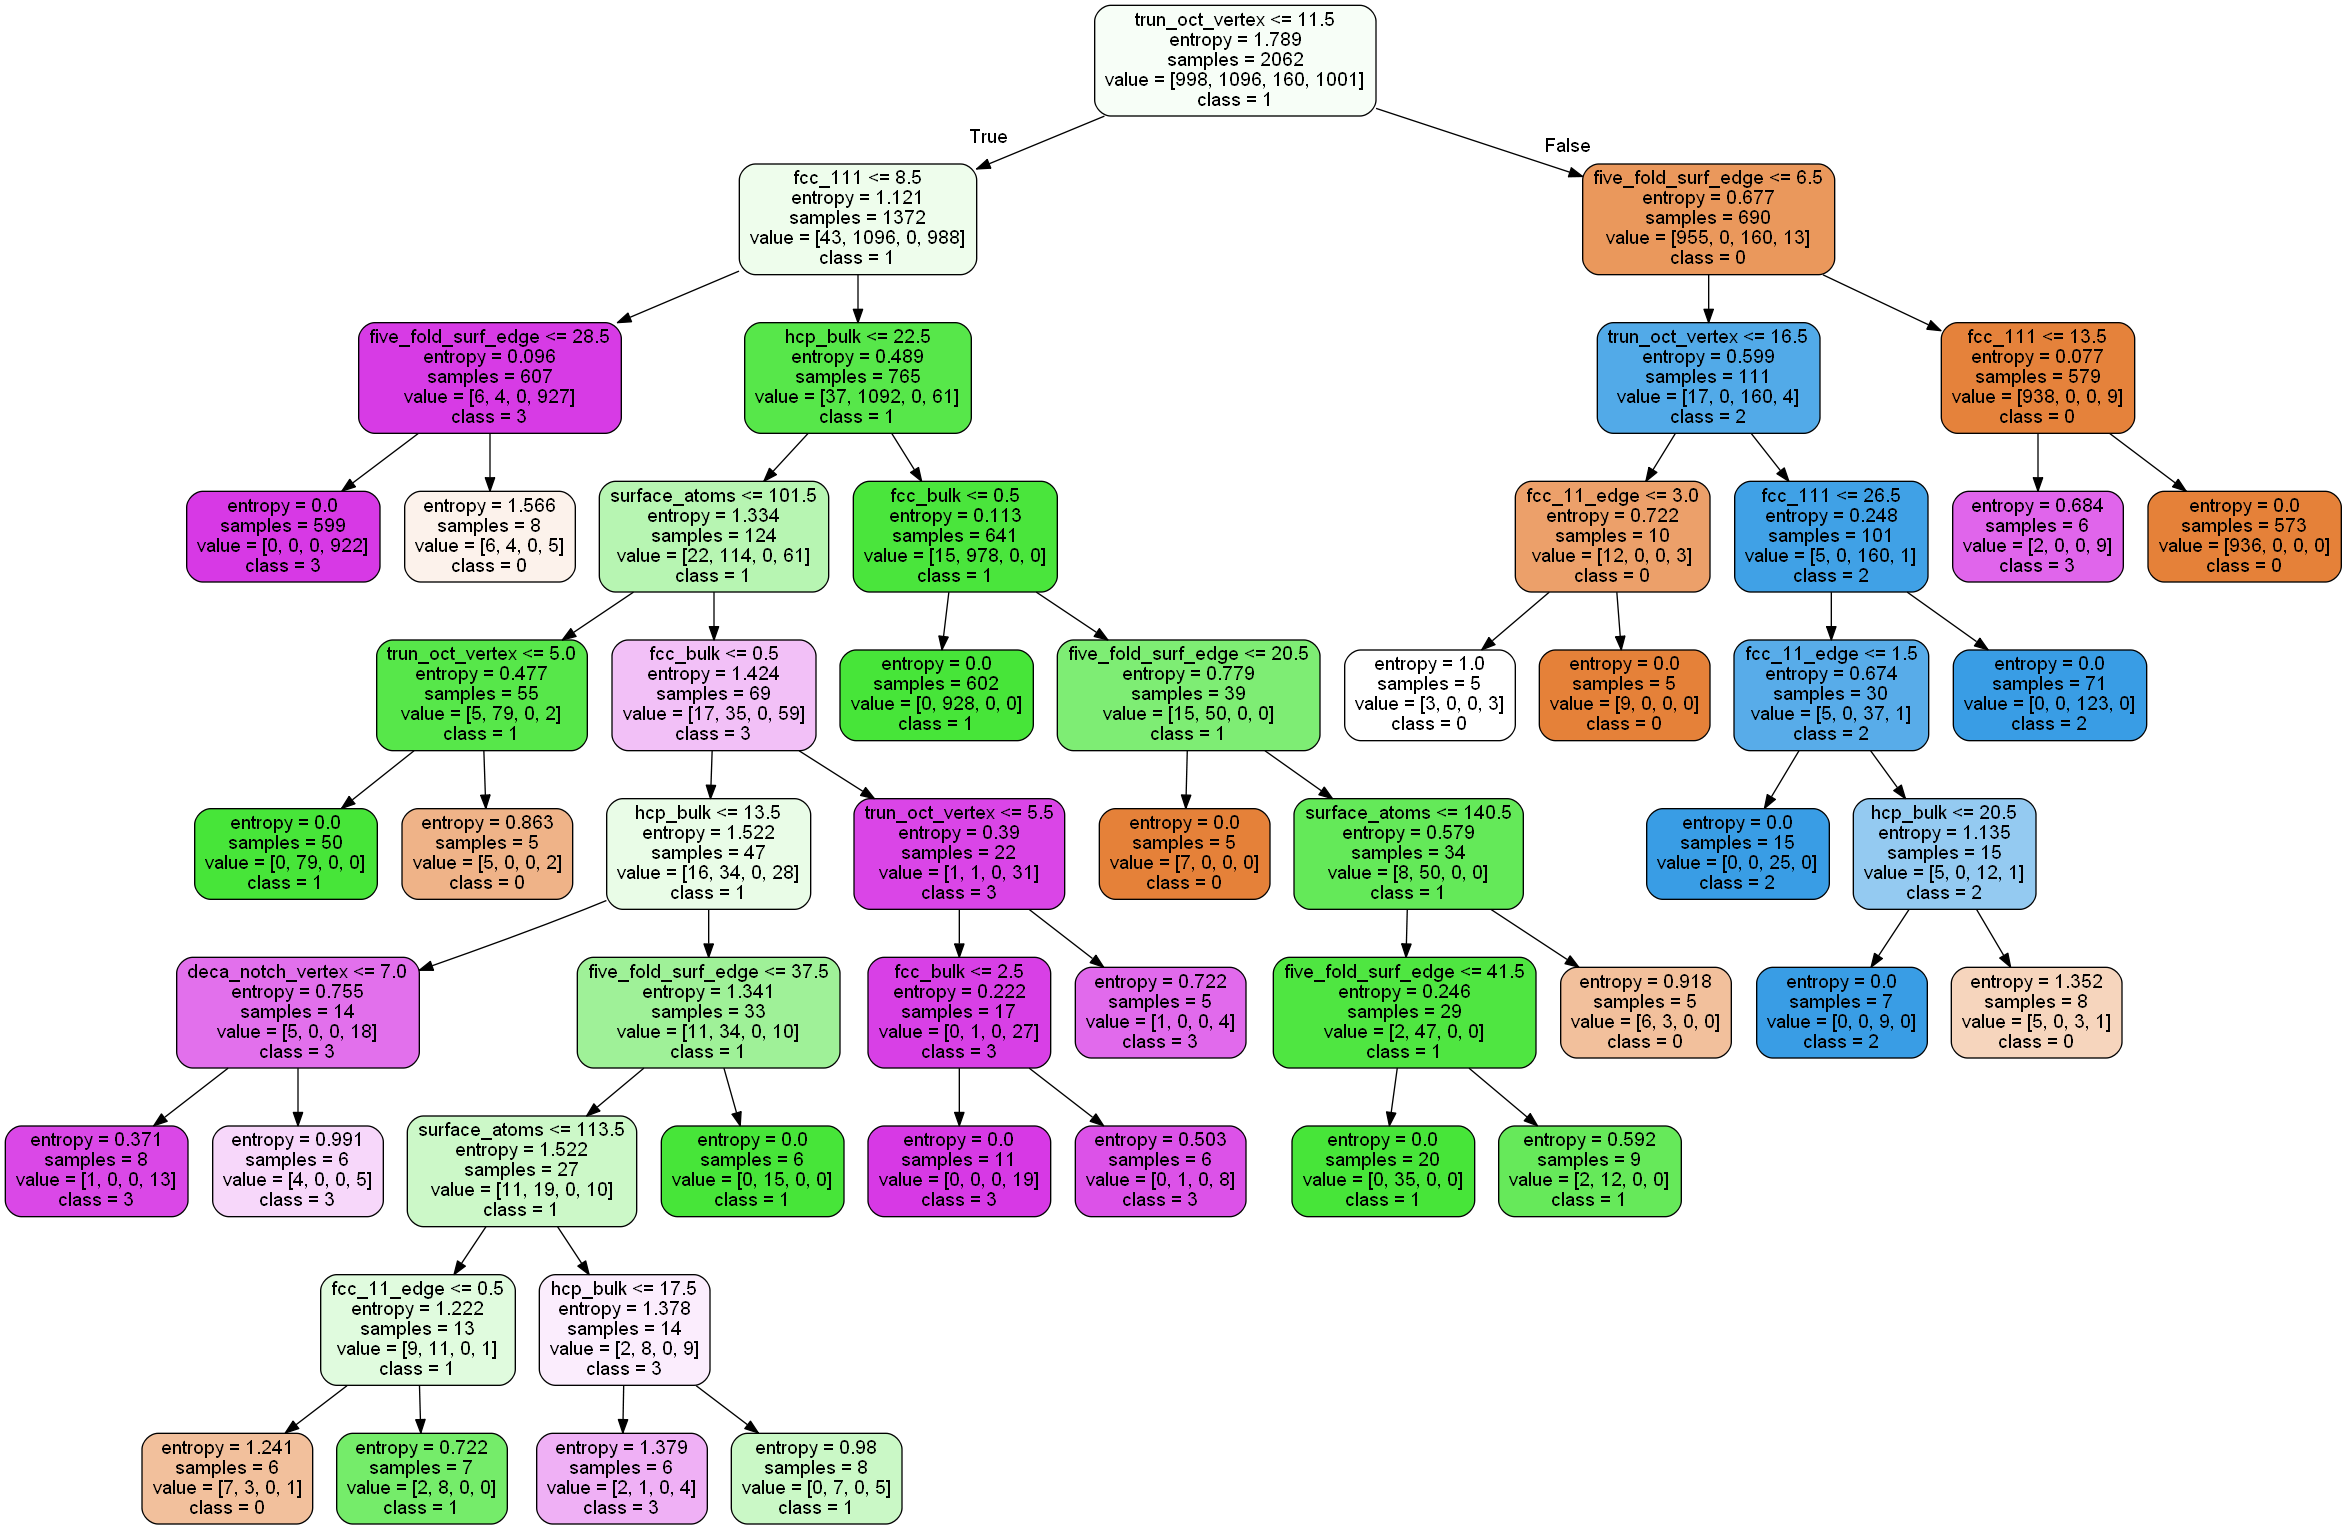 trun_oct_vertex <= 11.5
entropy = 1.789
samples = 2062
value = [998, 1096, 160, 1001]
class = 1
True
False
fcc_111 <= 8.5
entropy = 1.121
samples = 1372
value = [43, 1096, 0, 988]
class = 1
five_fold_surf_edge <= 6.5
entropy = 0.677
samples = 690
value = [955, 0, 160, 13]
class = 0
five_fold_surf_edge <= 28.5
entropy = 0.096
samples = 607
value = [6, 4, 0, 927]
class = 3
hcp_bulk <= 22.5
entropy = 0.489
samples = 765
value = [37, 1092, 0, 61]
class = 1
trun_oct_vertex <= 16.5
entropy = 0.599
samples = 111
value = [17, 0, 160, 4]
class = 2
fcc_111 <= 13.5
entropy = 0.077
samples = 579
value = [938, 0, 0, 9]
class = 0
entropy = 0.0
samples = 599
value = [0, 0, 0, 922]
class = 3
entropy = 1.566
samples = 8
value = [6, 4, 0, 5]
class = 0
surface_atoms <= 101.5
entropy = 1.334
samples = 124
value = [22, 114, 0, 61]
class = 1
fcc_bulk <= 0.5
entropy = 0.113
samples = 641
value = [15, 978, 0, 0]
class = 1
fcc_11_edge <= 3.0
entropy = 0.722
samples = 10
value = [12, 0, 0, 3]
class = 0
fcc_111 <= 26.5
entropy = 0.248
samples = 101
value = [5, 0, 160, 1]
class = 2
entropy = 0.684
samples = 6
value = [2, 0, 0, 9]
class = 3
entropy = 0.0
samples = 573
value = [936, 0, 0, 0]
class = 0
trun_oct_vertex <= 5.0
entropy = 0.477
samples = 55
value = [5, 79, 0, 2]
class = 1
fcc_bulk <= 0.5
entropy = 1.424
samples = 69
value = [17, 35, 0, 59]
class = 3
entropy = 0.0
samples = 602
value = [0, 928, 0, 0]
class = 1
five_fold_surf_edge <= 20.5
entropy = 0.779
samples = 39
value = [15, 50, 0, 0]
class = 1
entropy = 1.0
samples = 5
value = [3, 0, 0, 3]
class = 0
entropy = 0.0
samples = 5
value = [9, 0, 0, 0]
class = 0
fcc_11_edge <= 1.5
entropy = 0.674
samples = 30
value = [5, 0, 37, 1]
class = 2
entropy = 0.0
samples = 71
value = [0, 0, 123, 0]
class = 2
entropy = 0.0
samples = 50
value = [0, 79, 0, 0]
class = 1
entropy = 0.863
samples = 5
value = [5, 0, 0, 2]
class = 0
hcp_bulk <= 13.5
entropy = 1.522
samples = 47
value = [16, 34, 0, 28]
class = 1
trun_oct_vertex <= 5.5
entropy = 0.39
samples = 22
value = [1, 1, 0, 31]
class = 3
entropy = 0.0
samples = 5
value = [7, 0, 0, 0]
class = 0
surface_atoms <= 140.5
entropy = 0.579
samples = 34
value = [8, 50, 0, 0]
class = 1
entropy = 0.0
samples = 15
value = [0, 0, 25, 0]
class = 2
hcp_bulk <= 20.5
entropy = 1.135
samples = 15
value = [5, 0, 12, 1]
class = 2
deca_notch_vertex <= 7.0
entropy = 0.755
samples = 14
value = [5, 0, 0, 18]
class = 3
five_fold_surf_edge <= 37.5
entropy = 1.341
samples = 33
value = [11, 34, 0, 10]
class = 1
fcc_bulk <= 2.5
entropy = 0.222
samples = 17
value = [0, 1, 0, 27]
class = 3
entropy = 0.722
samples = 5
value = [1, 0, 0, 4]
class = 3
five_fold_surf_edge <= 41.5
entropy = 0.246
samples = 29
value = [2, 47, 0, 0]
class = 1
entropy = 0.918
samples = 5
value = [6, 3, 0, 0]
class = 0
entropy = 0.0
samples = 7
value = [0, 0, 9, 0]
class = 2
entropy = 1.352
samples = 8
value = [5, 0, 3, 1]
class = 0
entropy = 0.371
samples = 8
value = [1, 0, 0, 13]
class = 3
entropy = 0.991
samples = 6
value = [4, 0, 0, 5]
class = 3
surface_atoms <= 113.5
entropy = 1.522
samples = 27
value = [11, 19, 0, 10]
class = 1
entropy = 0.0
samples = 6
value = [0, 15, 0, 0]
class = 1
entropy = 0.0
samples = 11
value = [0, 0, 0, 19]
class = 3
entropy = 0.503
samples = 6
value = [0, 1, 0, 8]
class = 3
entropy = 0.0
samples = 20
value = [0, 35, 0, 0]
class = 1
entropy = 0.592
samples = 9
value = [2, 12, 0, 0]
class = 1
fcc_11_edge <= 0.5
entropy = 1.222
samples = 13
value = [9, 11, 0, 1]
class = 1
hcp_bulk <= 17.5
entropy = 1.378
samples = 14
value = [2, 8, 0, 9]
class = 3
entropy = 1.241
samples = 6
value = [7, 3, 0, 1]
class = 0
entropy = 0.722
samples = 7
value = [2, 8, 0, 0]
class = 1
entropy = 1.379
samples = 6
value = [2, 1, 0, 4]
class = 3
entropy = 0.98
samples = 8
value = [0, 7, 0, 5]
class = 1